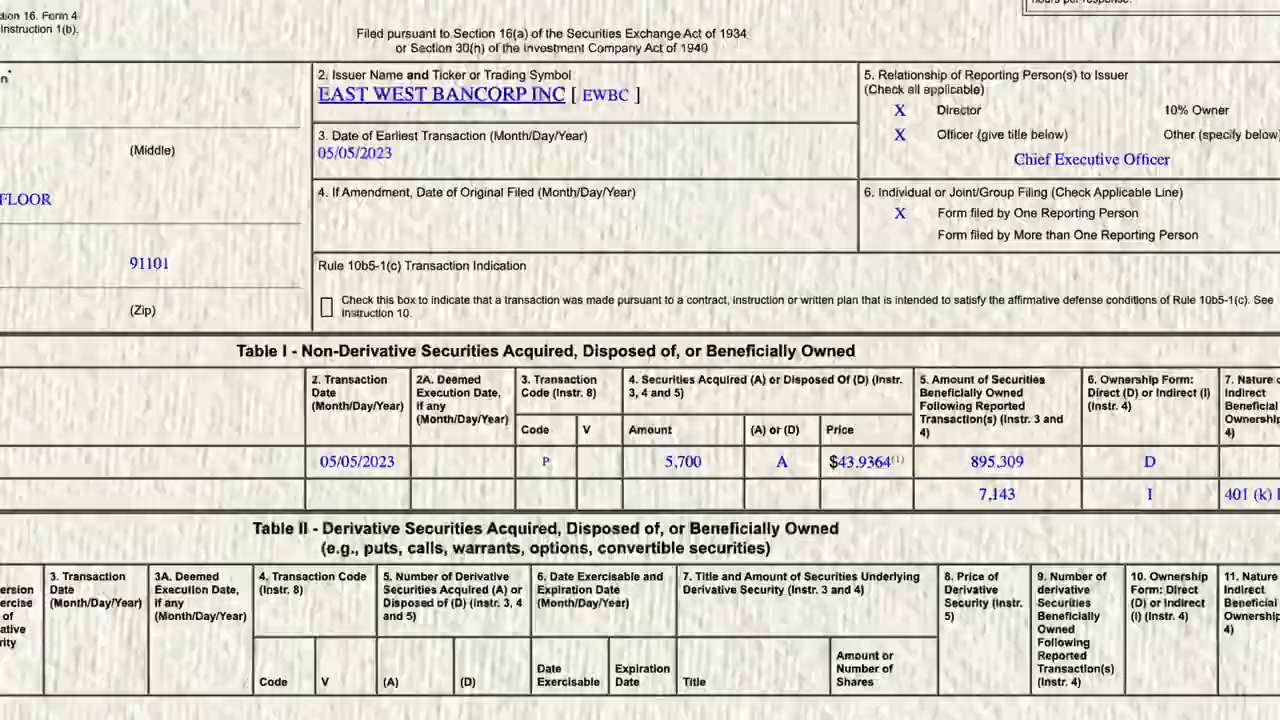 tion 16. Form 4
nstruction 1(b).
hours per response:
Filed pursuant to Section 16(a) of the Securities Exchange Act of 1934
or Section 30(h) of the Investment Company Act of 1940
n*
2. Issuer Name and Ticker or Trading Symbol
EAST WEST BANCORP INC [ EWBC ]
5. Relationship of Reporting Person(s) to Issuer
(Check all applicable)
X Director 10% Owner
X Officer (give title below) Other (specify below)
Chief Executive Officer
3. Date of Earliest Transaction (Month/Day/Year)
05/05/2023
(Middle)
FLOOR
4. If Amendment, Date of Original Filed (Month/Day/Year)
6. Individual or Joint/Group Filing (Check Applicable Line)
X Form filed by One Reporting Person
Form filed by More than One Reporting Person
91101
(Zip)
Rule 10b5-1(c) Transaction Indication
Check this box to indicate that a transaction was made pursuant to a contract, instruction or written plan that is intended to satisfy the affirmative defense conditions of Rule 10b5-1(c). See
Instruction 10.
Table I - Non-Derivative Securities Acquired, Disposed of, or Beneficially Owned
2. Transaction
Date
(Month/Day/Year)
2A. Deemed
Execution Date,
if any
(Month/Day/Year)
3. Transaction
Code (Instr. 8)
4. Securities Acquired (A) or Disposed Of (D) (Instr.
3, 4 and 5)
5. Amount of Securities
Beneficially Owned
Following Reported
Transaction(s) (Instr. 3 and
4)
6. Ownership Form:
Direct (D) or Indirect (I)
(Instr. 4)
7. Nature o
Indirect
Beneficial
Ownership
4)
Code V Amount (A) or (D) Price
05/05/2023 P 5,700 A $43.9364(1) 895,309 D
7,143 I 401 (k)
Table II - Derivative Securities Acquired, Disposed of, or Beneficially Owned
(e.g., puts, calls, warrants, options, convertible securities)
ersion
ercise
of
ative
rity
3. Transaction
Date
(Month/Day/Year)
3A. Deemed
Execution Date,
if any
(Month/Day/Year)
4. Transaction Code
(Instr. 8)
5. Number of Derivative
Securities Acquired (A) or
Disposed of (D) (Instr. 3, 4
and 5)
6. Date Exercisable and
Expiration Date
(Month/Day/Year)
7. Title and Amount of Securities Underlying
Derivative Security (Instr. 3 and 4)
8. Price of
Derivative
Security (Instr.
5)
9. Number of
derivative
Securities
Beneficially
Owned
Following
Reported
Transaction(s)
(Instr. 4)
10. Ownership
Form: Direct
(D) or Indirect
(I) (Instr. 4)
11. Nature
Indirect
Beneficial
Ownership
4)
Code V (A) (D)
Date
Exercisable
Expiration
Date
Title
Amount or
Number of
Shares